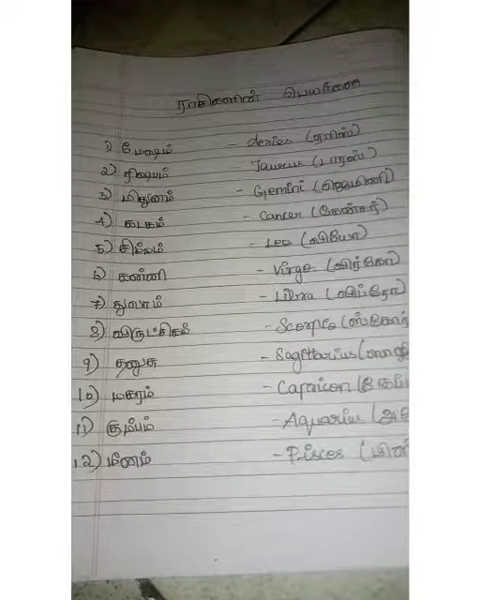 ராசிகளின் பெயர்கள்
1) மேஷம் - Aries (ஏரிஸ்)
2) ரிஷபம் Taurus (டாரஸ்)
3) மிதுனம் - Gemini (ஜெமினி)
4) கடகம் - Cancer (கேன்சர்)
5) சிம்மம் - Leo (லியோ)
6) கன்னி - Virgo (விர்கோ)
7) துலாம் - Libra (லிப்ரோ)
8) விருட்சிகம் - Scorpio (ஸ்கோர்
9) தனுசு - Sagittarius
10) மகரம் - Capricon (கேப்
11) கும்பம் - Aquarius (அ
12) மீனம் - Pisces (பிஸ்